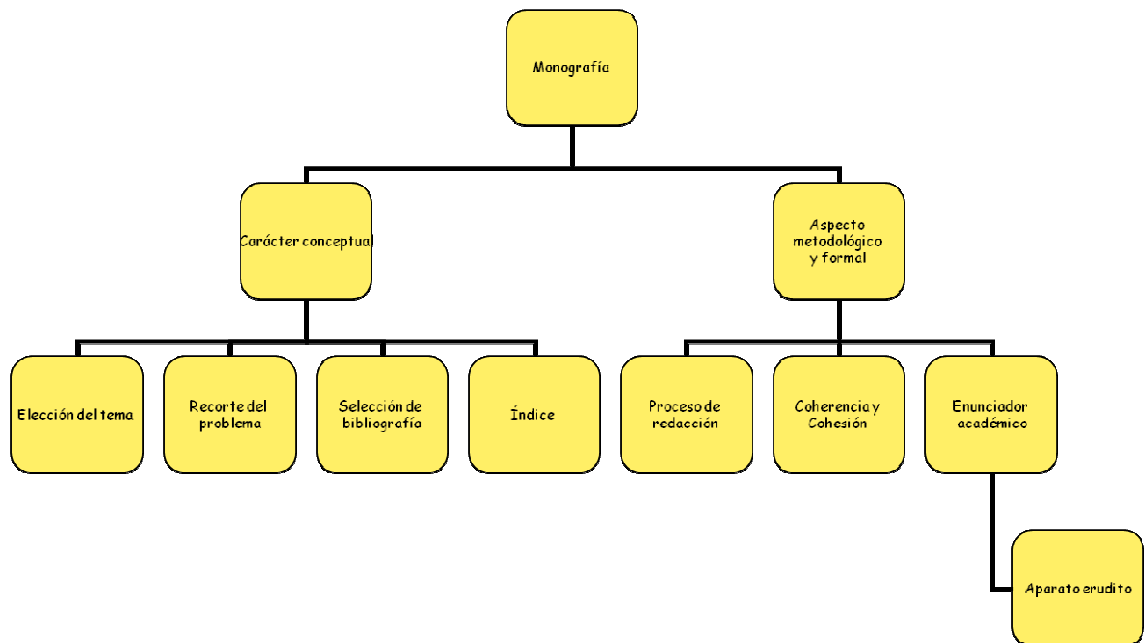 Monografía
Carácter conceptual
Aspecto
metodológico
y formal
Elección del tema
Recorte del
problema
Selección de
bibliografía
Índice
Proceso de
redacción
Coherencia y
Cohesión
Enunciador
académico
Aparato erudito